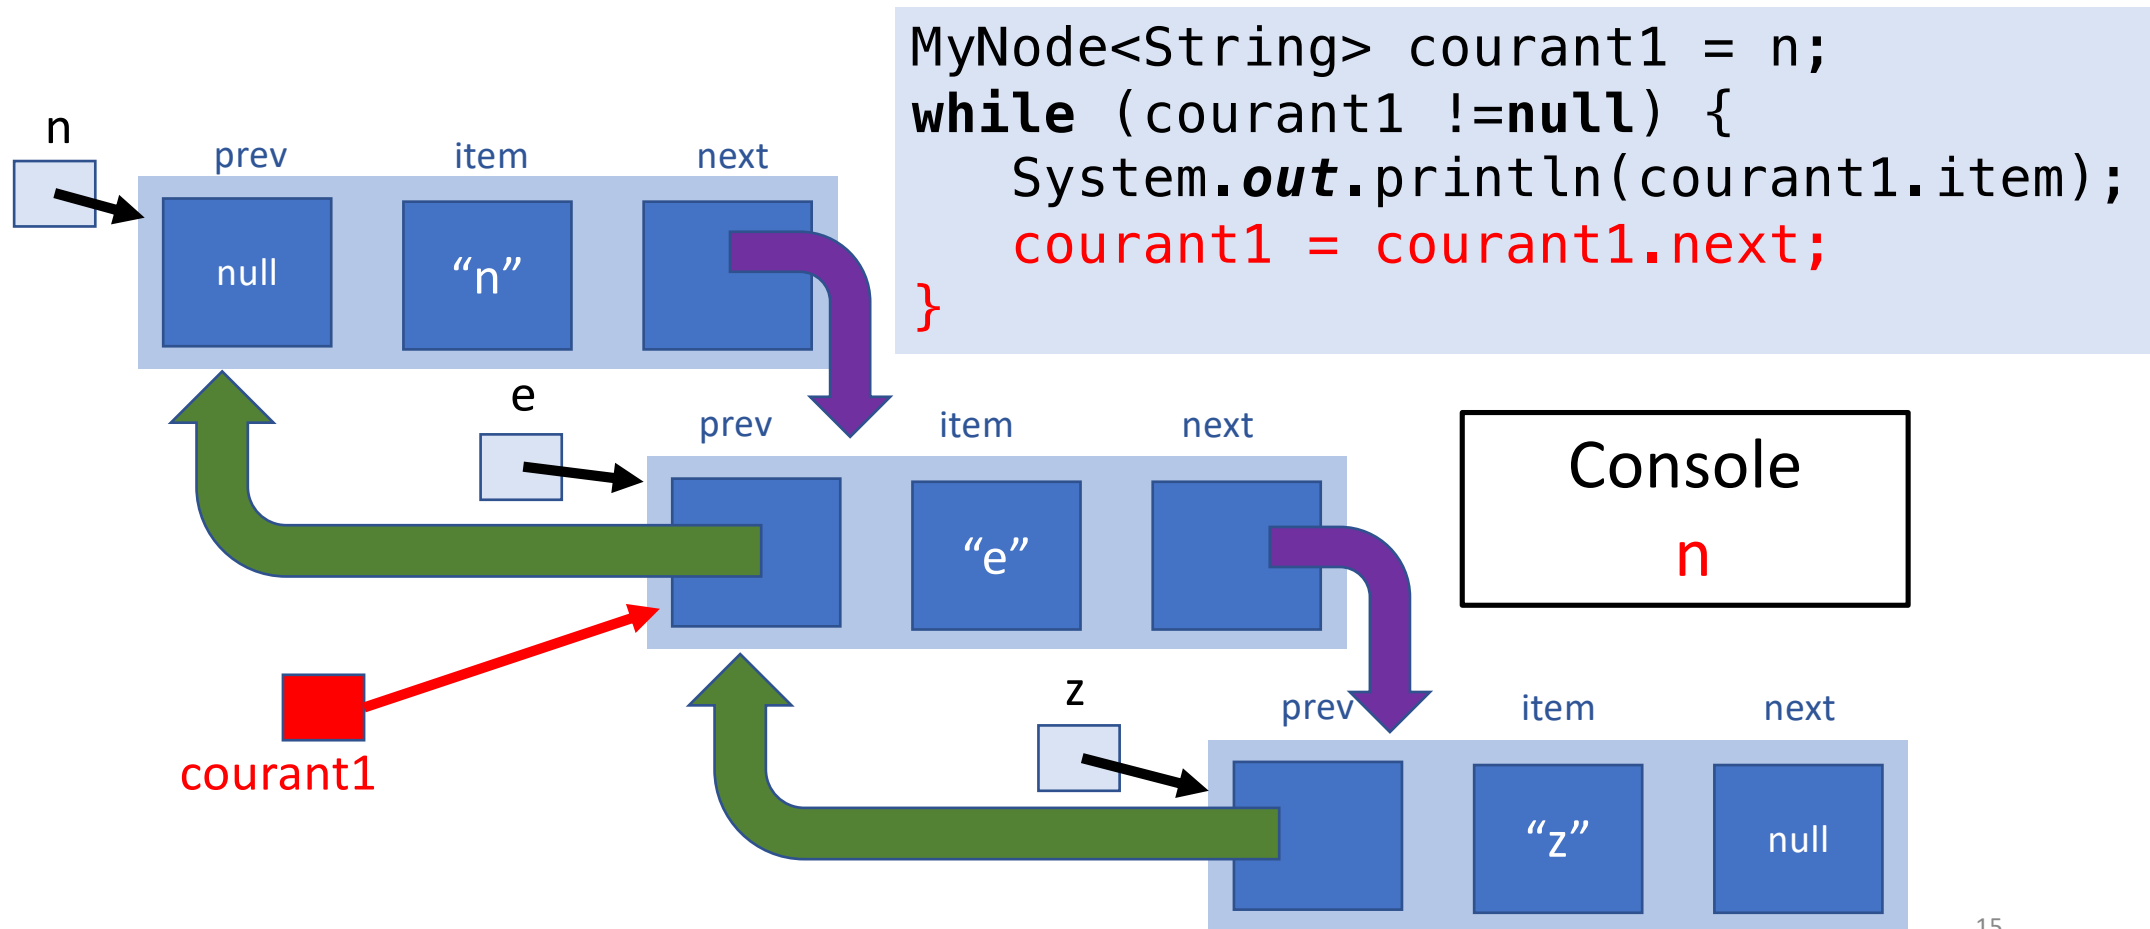 MyNode<String> courant1 = n;
while (courant1 !=null) {
System.out.println(courant1.item);
courant1 = courant1.next;
}
n
prev item next
null “n”
e
prev item next
“e”
Console
n
courant1
z
prev item next
“z” null
15